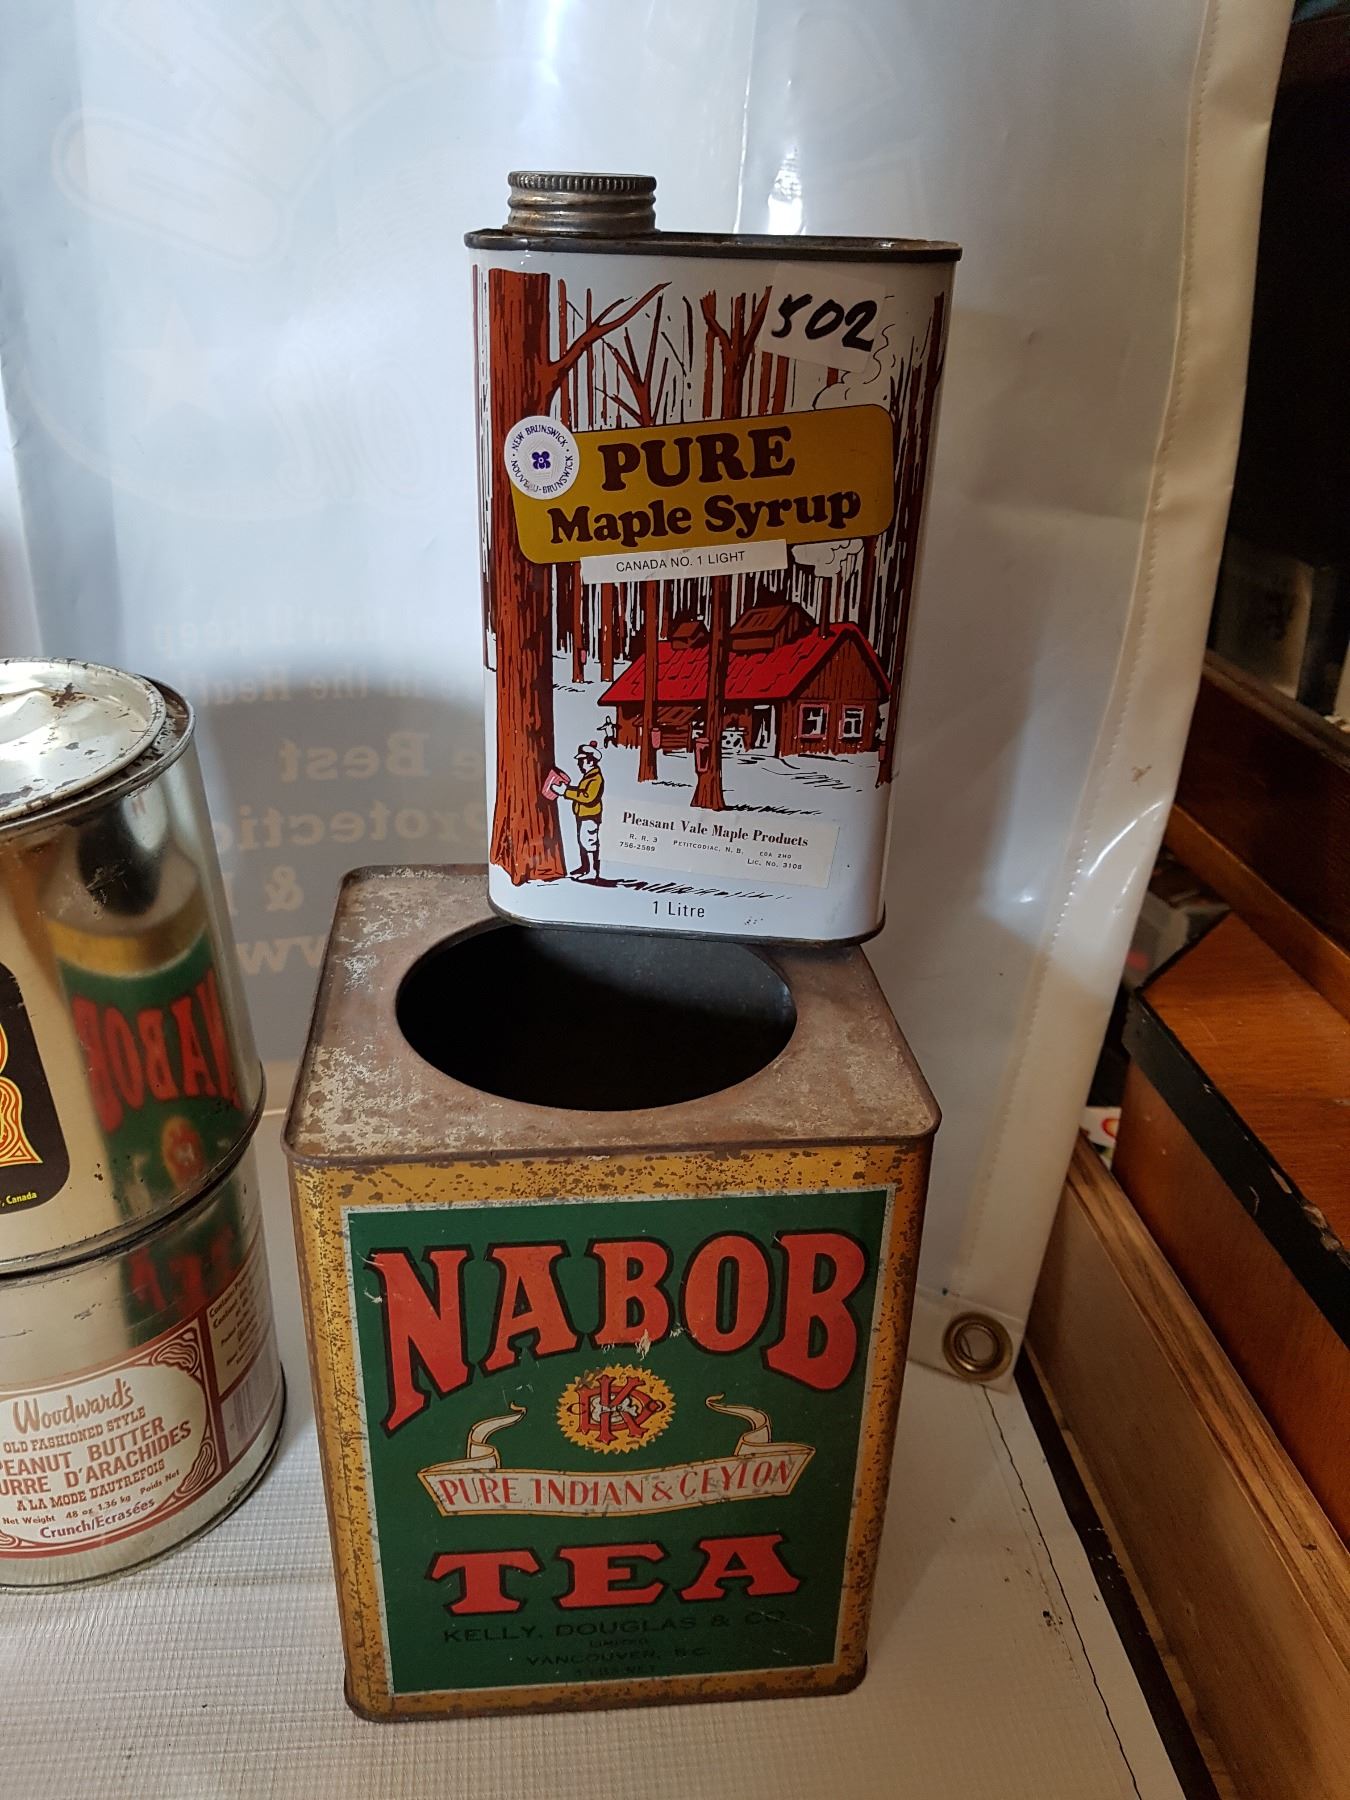 502
NEW BRUNSWICK
NOUVEAU-BRUNSWICK
PURE
Maple Syrup
CANADA NO. 1 LIGHT
Pleasant Vale Maple Products
R. R. 3 PETITCODIAC, N. B. E0A 2H0
756-2589 LIC. NO. 3108
1 Litre
NABOB
PURE INDIAN & CEYLON
TEA
KELLY, DOUGLAS & CO.
LIMITED
VANCOUVER, B.C.
, Canada
Woodward's
OLD FASHIONED STYLE
PEANUT BUTTER
URRE D'ARACHIDES
A LA MODE D'AUTREFOIS
Net Weight 48 oz 1.36 kg Poids Net
Crunch/Ecrasées